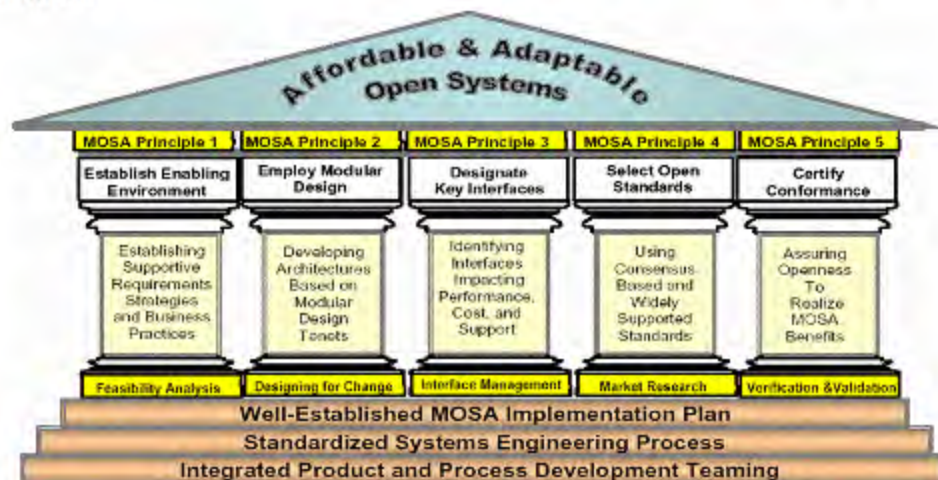 Affordable & Adaptable
Open Systems
MOSA Principle 1
MOSA Principle 2
MOSA Principle 3
MOSA Principle 4
MOSA Principle 5
Establish Enabling
Environment
Employ Modular
Design
Designate
Key Interfaces
Select Open
Standards
Certify
Conformance
Establishing
Supportive
Requirements
Strategies
and Business
Practices
Developing
Architectures
Based on
Modular
Design
Tenets
Identifying
Interfaces
Impacting
Performance,
Cost, and
Support
Using
Consensus
Based and
Widely
Supported
Standards
Assuring
Openness
To
Realize
MOSA
Benefits
Feasibility Analysis
Designing for Change
Interface Management
Market Research
Verification &Validation
Well-Established MOSA Implementation Plan
Standardized Systems Engineering Process
Integrated Product and Process Development Teaming